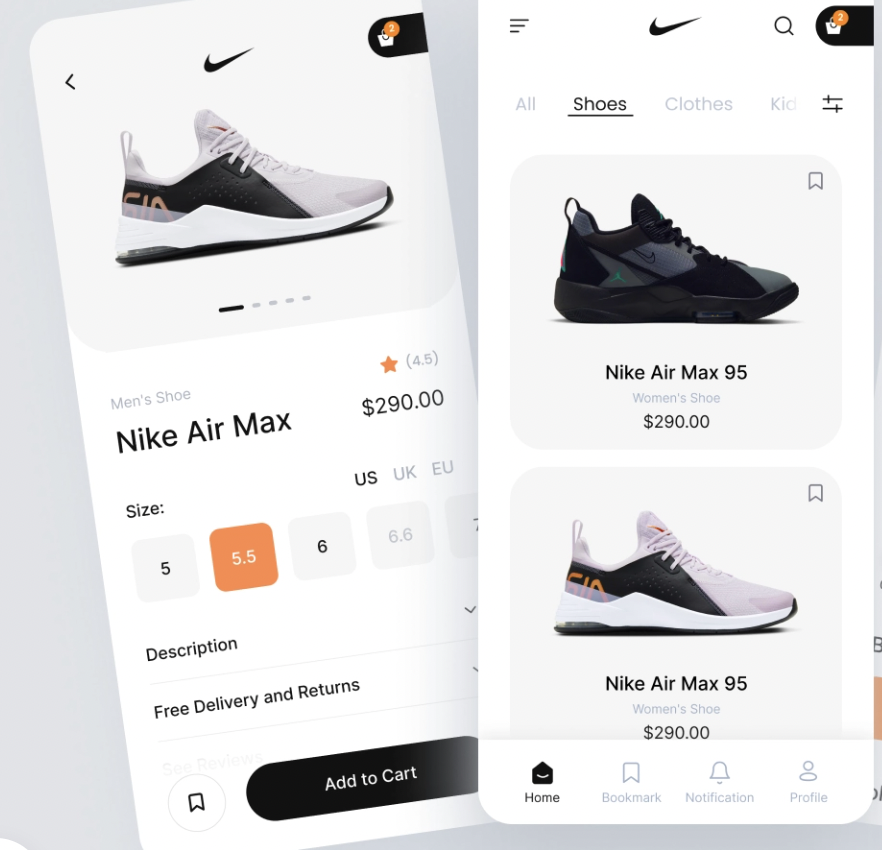 2
Men's Shoe
(4.5)
Nike Air Max
$290.00
US UK EU
Size:
5 5.5 6 6.6
Description
Free Delivery and Returns
See Reviews
Add to Cart
2
All Shoes Clothes Kid
Nike Air Max 95
Women's Shoe
$290.00
Nike Air Max 95
Women's Shoe
$290.00
Home Bookmark Notification Profile